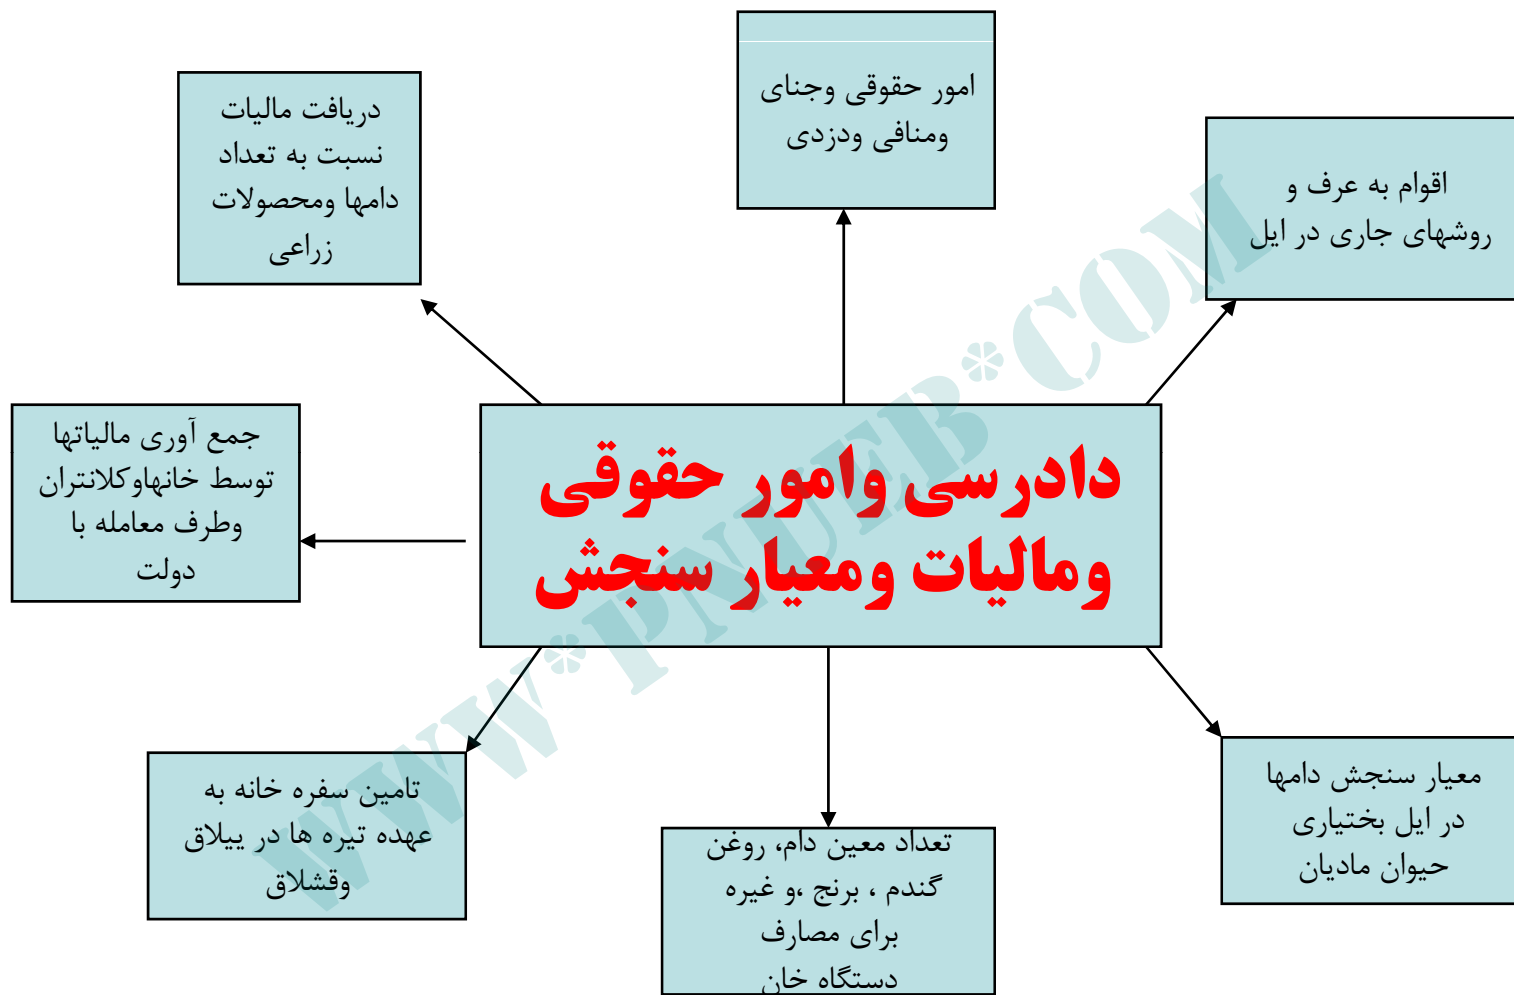 امور حقوقی وجنای
ومنافی ودزدی
اقوام به عرف و
روشهای جاری در ایل
دریافت مالیات
نسبت به تعداد
دامها ومحصولات
زراعی
دادرسی وامور حقوقی
ومالیات ومعیار سنجش
جمع آوری مالیاتها
توسط خانهاوکلانتران
وطرف معامله با
دولت
معیار سنجش دامها
در ایل بختیاری
حیوان مادیان
تعداد معین دام، روغن
گندم ، برنج ،و غیره
برای مصارف
دستگاه خان
تامین سفره خانه به
عهده تیره ها در ییلاق
وقشلاق
WWW*PNUEB*COM